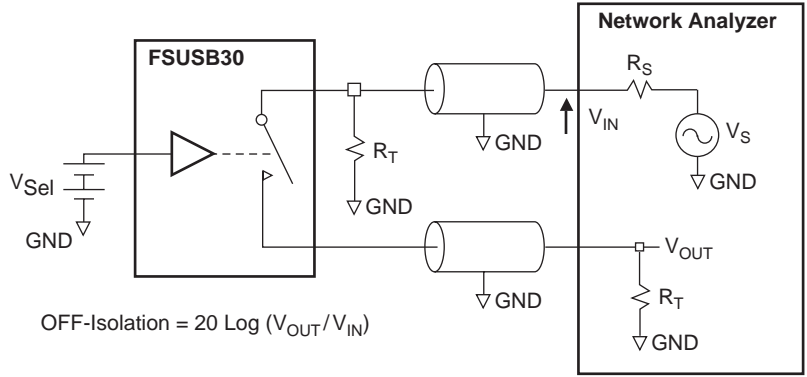 Network Analyzer
FSUSB30
R_S
V_IN
V_S
GND
GND
R_T
GND
V_Sel
GND
V_OUT
R_T
GND
GND
OFF-Isolation = 20 Log (V_OUT/V_IN)